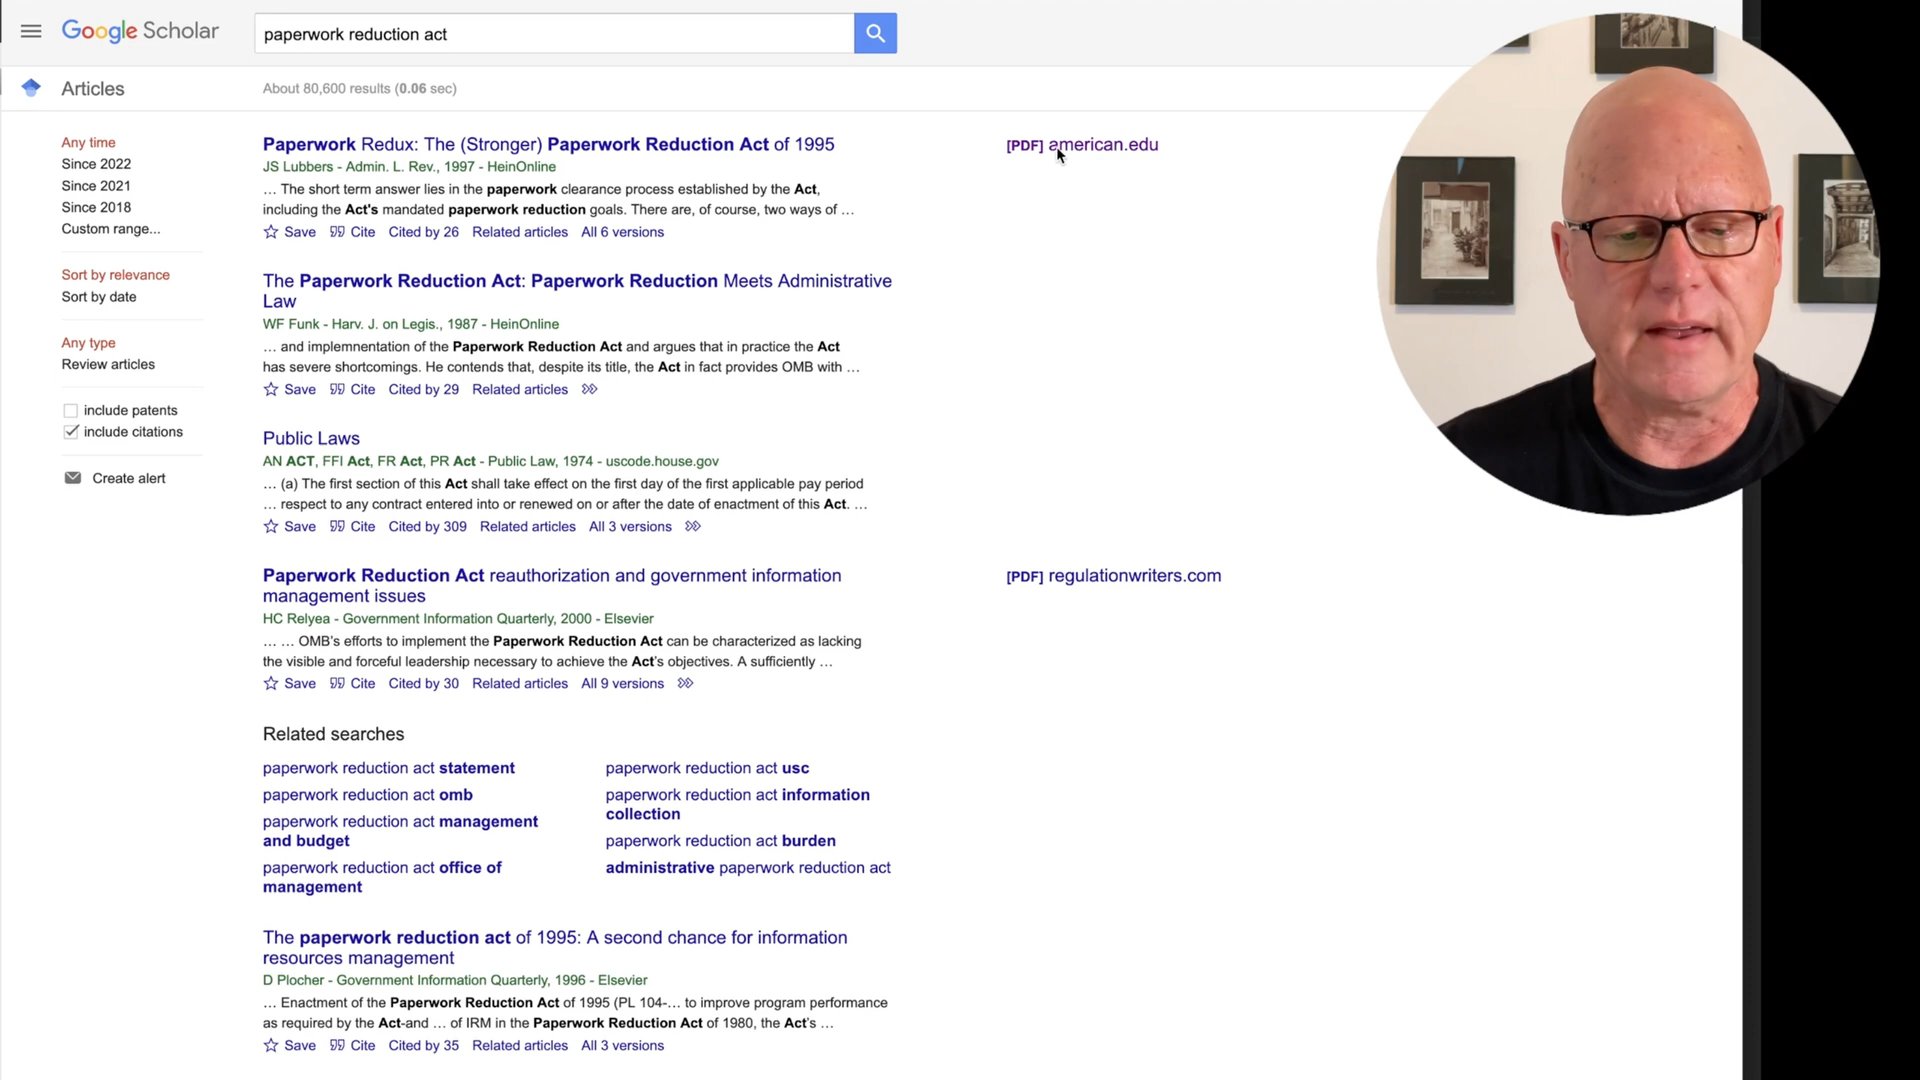 Google Scholar
paperwork reduction act
Articles
About 80,600 results (0.06 sec)
Any time
Since 2022
Since 2021
Since 2018
Custom range...
Sort by relevance
Sort by date
Any type
Review articles
include patents
include citations
Create alert
Paperwork Redux: The (Stronger) Paperwork Reduction Act of 1995
[PDF] american.edu
JS Lubbers - Admin. L. Rev., 1997 - HeinOnline
… The short term answer lies in the paperwork clearance process established by the Act,
including the Act's mandated paperwork reduction goals. There are, of course, two ways of …
Save Cite Cited by 26 Related articles All 6 versions
The Paperwork Reduction Act: Paperwork Reduction Meets Administrative
Law
WF Funk - Harv. J. on Legis., 1987 - HeinOnline
… and implemnentation of the Paperwork Reduction Act and argues that in practice the Act
has severe shortcomings. He contends that, despite its title, the Act in fact provides OMB with …
Save Cite Cited by 29 Related articles
Public Laws
AN ACT, FFI Act, FR Act, PR Act - Public Law, 1974 - uscode.house.gov
… (a) The first section of this Act shall take effect on the first day of the first applicable pay period
… respect to any contract entered into or renewed on or after the date of enactment of this Act. …
Save Cite Cited by 309 Related articles All 3 versions
Paperwork Reduction Act reauthorization and government information
management issues
[PDF] regulationwriters.com
HC Relyea - Government Information Quarterly, 2000 - Elsevier
… … OMB's efforts to implement the Paperwork Reduction Act can be characterized as lacking
the visible and forceful leadership necessary to achieve the Act's objectives. A sufficiently …
Save Cite Cited by 30 Related articles All 9 versions
Related searches
paperwork reduction act statement
paperwork reduction act omb
paperwork reduction act management
and budget
paperwork reduction act office of
management
paperwork reduction act usc
paperwork reduction act information
collection
paperwork reduction act burden
administrative paperwork reduction act
The paperwork reduction act of 1995: A second chance for information
resources management
D Plocher - Government Information Quarterly, 1996 - Elsevier
… Enactment of the Paperwork Reduction Act of 1995 (PL 104-… to improve program performance
as required by the Act-and … of IRM in the Paperwork Reduction Act of 1980, the Act's …
Save Cite Cited by 35 Related articles All 3 versions